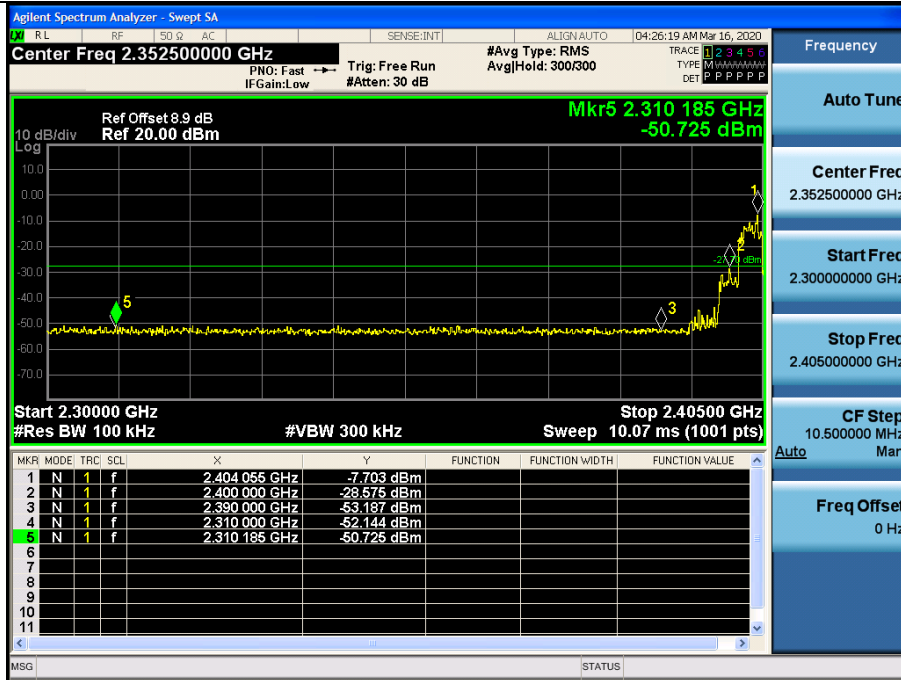 Agilent Spectrum Analyzer - Swept SA
LXI RL RF 50 Ω AC SENSE:INT ALIGNAUTO 04:26:19 AM Mar 16, 2020
Center Freq 2.352500000 GHz
PNO: Fast
IFGain:Low
Trig: Free Run
#Atten: 30 dB
#Avg Type: RMS
Avg|Hold: 300/300
TRACE 1 2 3 4 5 6
TYPE M W W W W W
DET P P P P P P
Mkr5 2.310 185 GHz
-50.725 dBm
Ref Offset 8.9 dB
10 dB/div Ref 20.00 dBm
Log
10.0
0.00
-10.0
-20.0
-30.0
-40.0
-50.0
-60.0
-70.0
1
2
3
5
Start 2.30000 GHz Stop 2.40500 GHz
#Res BW 100 kHz #VBW 300 kHz Sweep 10.07 ms (1001 pts)
MKR MODE TRC SCL X Y FUNCTION FUNCTION WIDTH FUNCTION VALUE
1 N 1 f 2.404 055 GHz -7.703 dBm
2 N 1 f 2.400 000 GHz -28.575 dBm
3 N 1 f 2.390 000 GHz -53.187 dBm
4 N 1 f 2.310 000 GHz -52.144 dBm
5 N 1 f 2.310 185 GHz -50.725 dBm
6
7
8
9
10
11
MSG STATUS
Frequency
Auto Tune
Center Freq
2.352500000 GHz
Start Freq
2.300000000 GHz
Stop Freq
2.405000000 GHz
CF Step
10.500000 MHz
Auto Man
Freq Offset
0 Hz